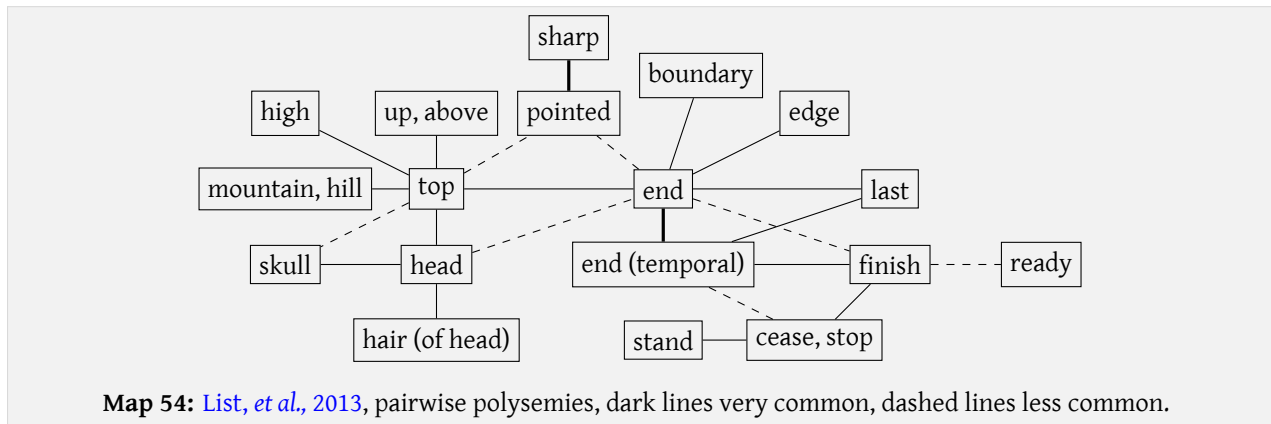 sharp
boundary
high
up, above
pointed
edge
mountain, hill
top
end
last
skull
head
end (temporal)
finish
ready
hair (of head)
stand
cease, stop
Map 54: List, et al., 2013, pairwise polysemies, dark lines very common, dashed lines less common.